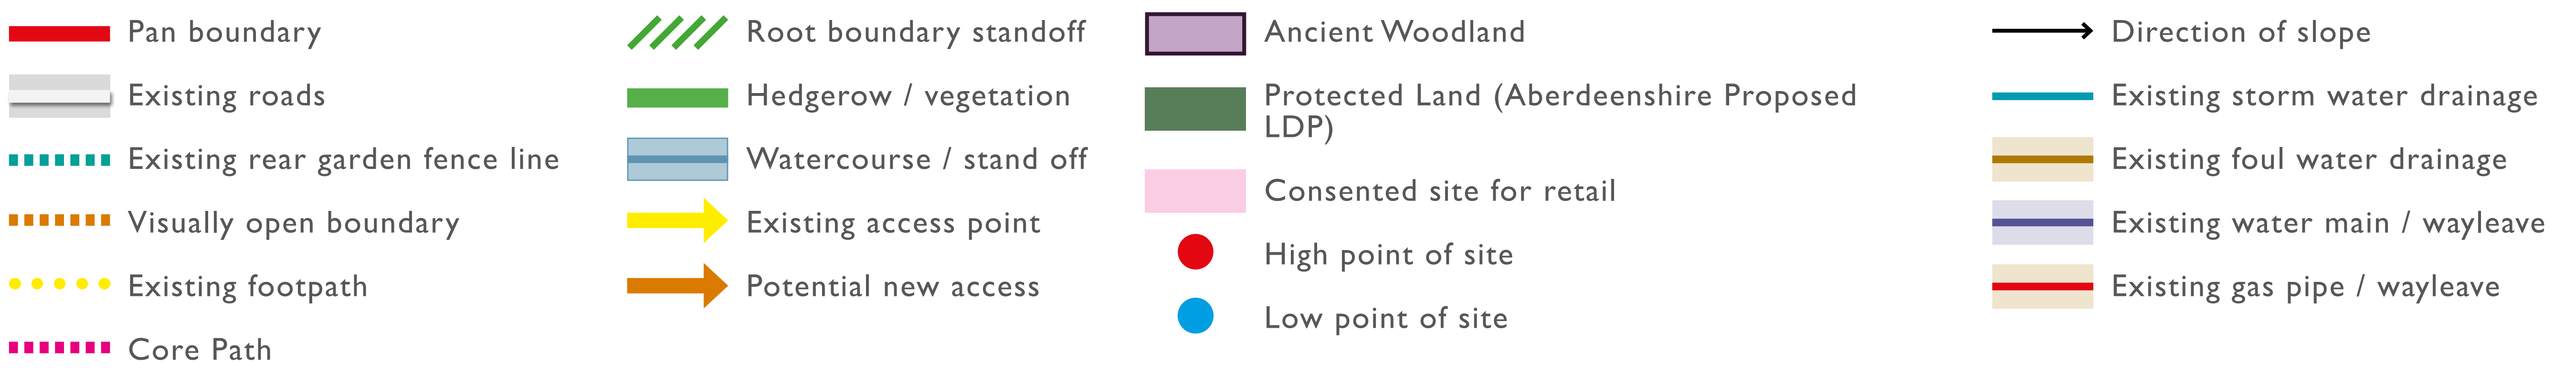 Pan boundary
Existing roads
Existing rear garden fence line
Visually open boundary
Existing footpath
Core Path
Root boundary standoff
Hedgerow / vegetation
Watercourse / stand off
Existing access point
Potential new access
Ancient Woodland
Protected Land (Aberdeenshire Proposed
LDP)
Consented site for retail
High point of site
Low point of site
Direction of slope
Existing storm water drainage
Existing foul water drainage
Existing water main / wayleave
Existing gas pipe / wayleave